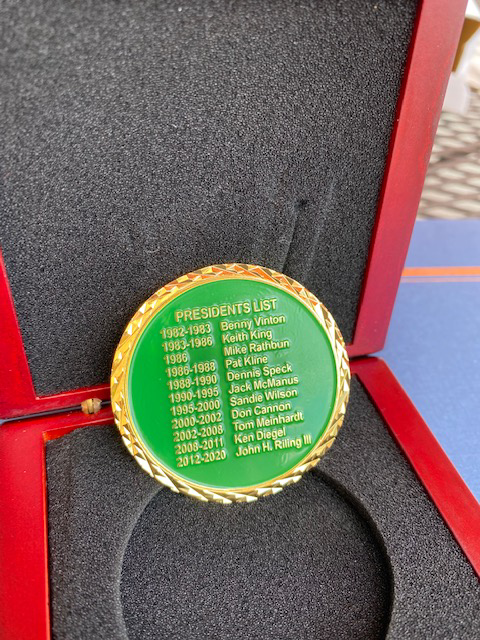 PRESIDENTS LIST
1982-1983 Benny Vinton
1983-1986 Keith King
1986 Mike Rathbun
1986-1988 Pat Kline
1988-1990 Dennis Speck
1990-1995 Jack McManus
1995-2000 Sandie Wilson
2000-2002 Don Cannon
2002-2008 Tom Meinhardt
2008-2011 Ken Diegel
2012-2020 John H. Riling III